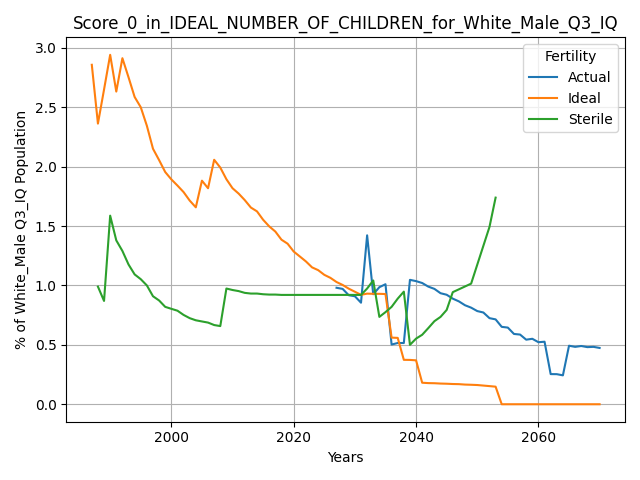 Score_0_in_IDEAL_NUMBER_OF_CHILDREN_for_White_Male_Q3_IQ
Fertility
Actual
Ideal
Sterile
% of White_Male Q3_IQ Population
3.0
2.5
2.0
1.5
1.0
0.5
0.0
2000 2020 2040 2060
Years